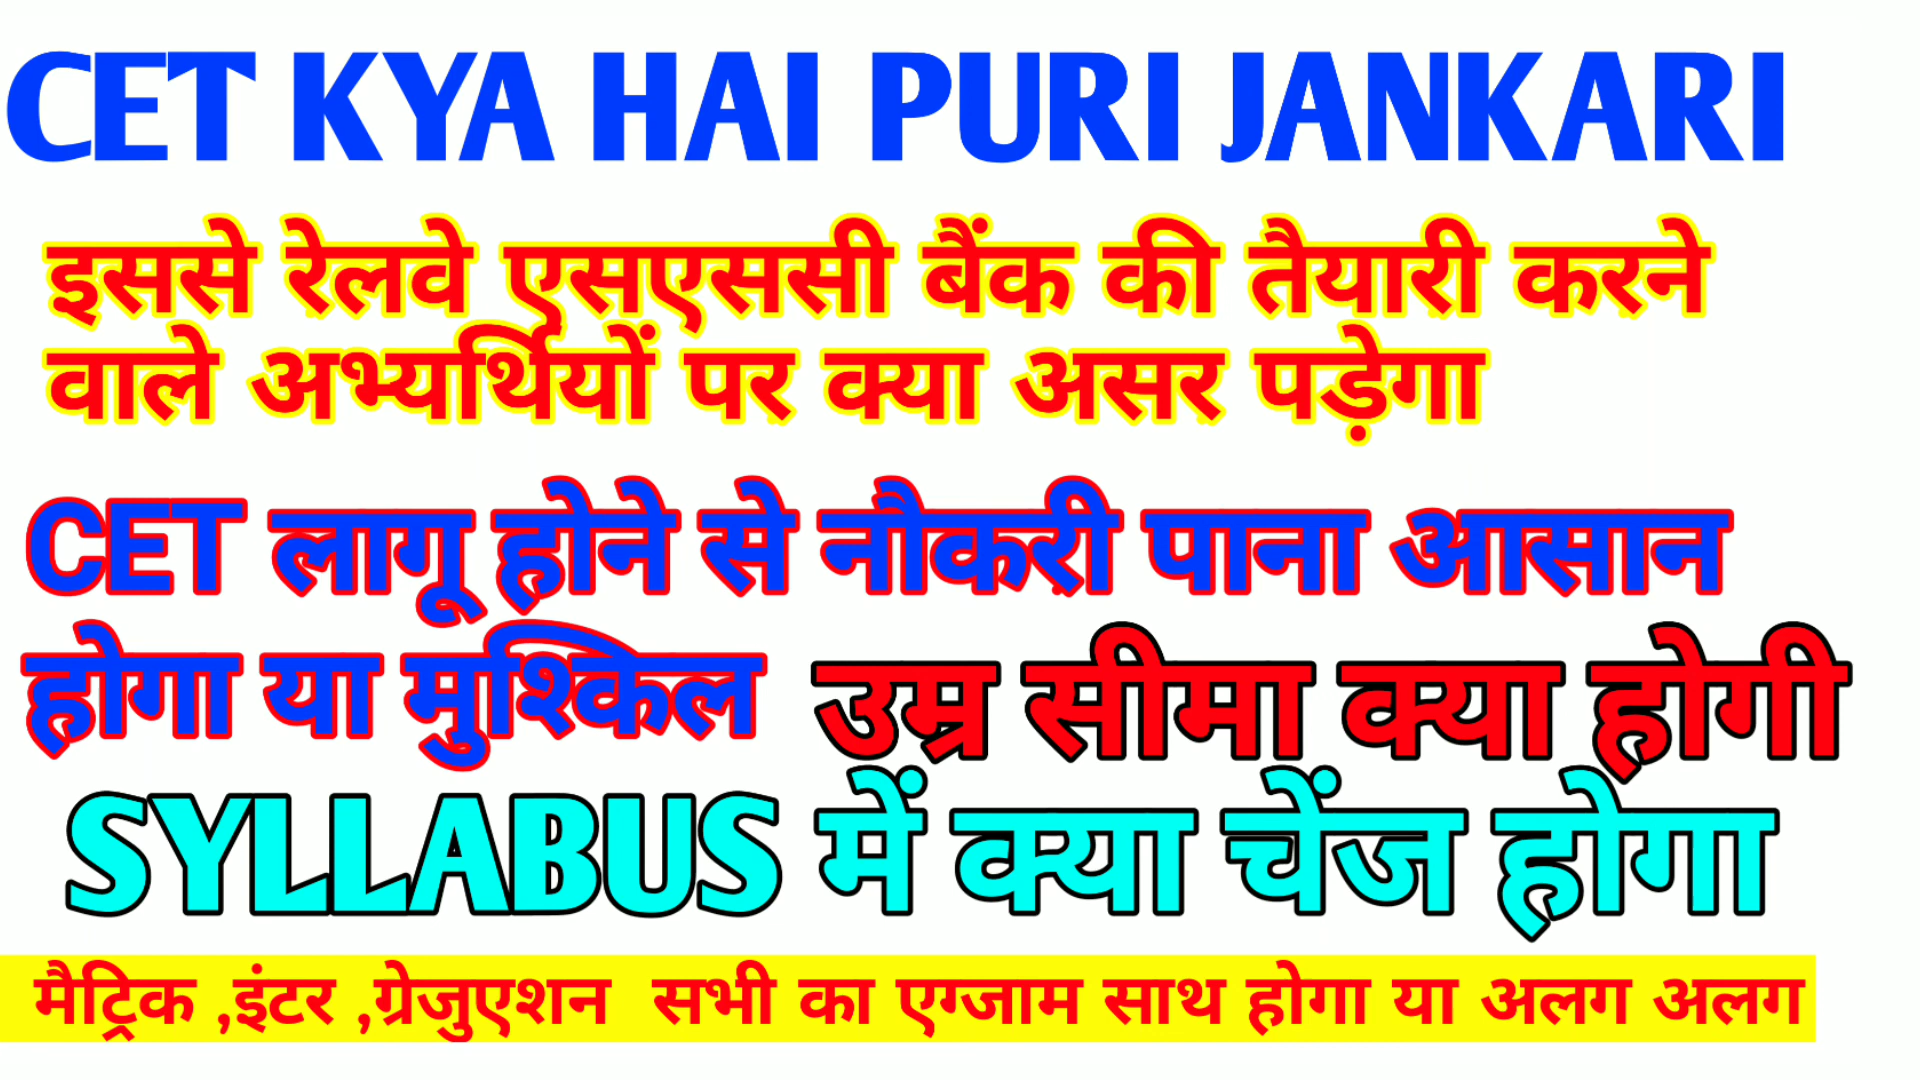 CET KYA HAI PURI JANKARI
इससे रेलवे एसएससी बैंक की तैयारी करने
वाले अभ्यर्थियों पर क्या असर पड़ेगा
CET लागू होने से नौकऱी पाना आसान
होगा या मुश्किल उम्र सीमा क्या होगी
SYLLABUS में क्या चेंज होगा
मैट्रिक ,इंटर ,ग्रेजुएशन सभी का एग्जाम साथ होगा या अलग अलग